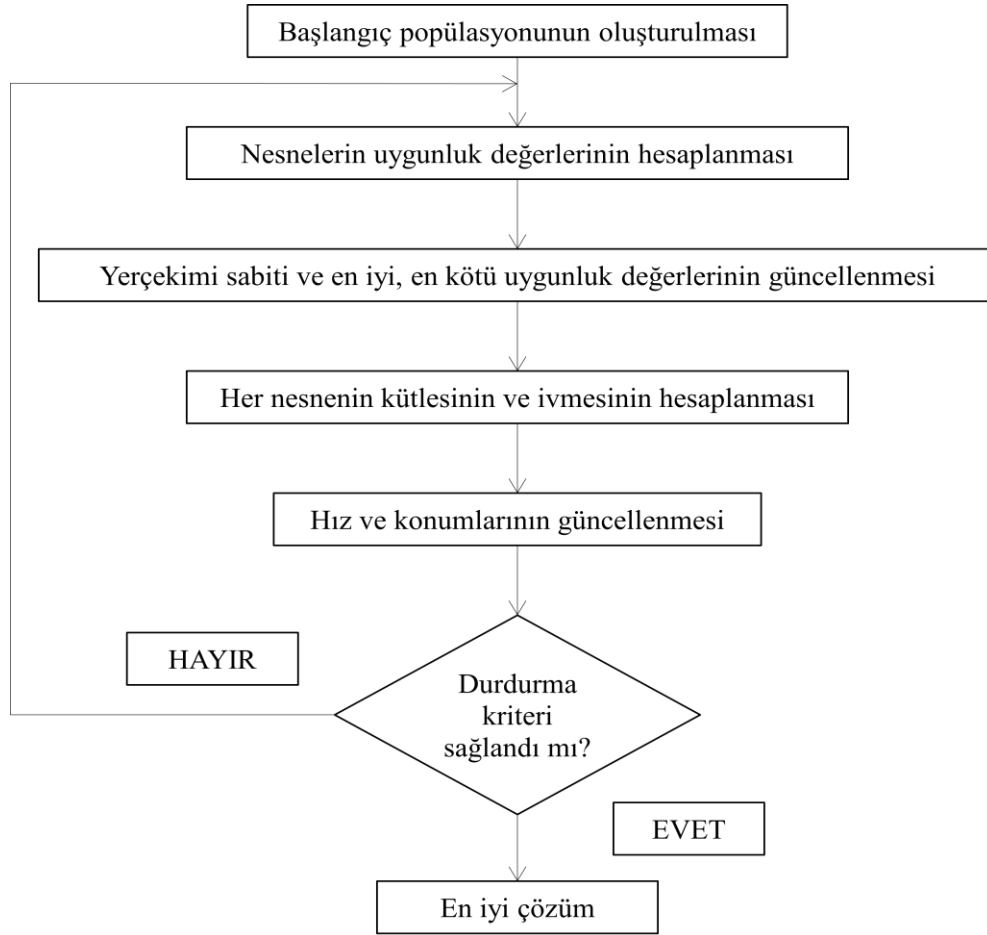 Başlangıç popülasyonunun oluşturulması
Nesnelerin uygunluk değerlerinin hesaplanması
Yerçekimi sabiti ve en iyi, en kötü uygunluk değerlerinin güncellenmesi
Her nesnenin kütlesinin ve ivmesinin hesaplanması
Hız ve konumlarının güncellenmesi
HAYIR
Durdurma
kriteri
sağlandı mı?
EVET
En iyi çözüm